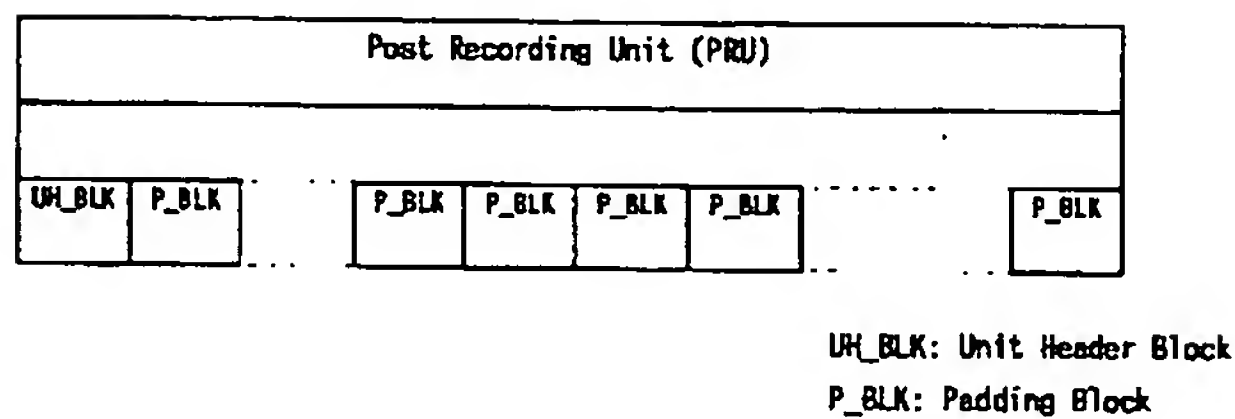 Post Recording Unit (PRU)
UH_BLK P_BLK P_BLK P_BLK P_BLK P_BLK P_BLK
UH_BLK: Unit Header Block
P_BLK: Padding Block